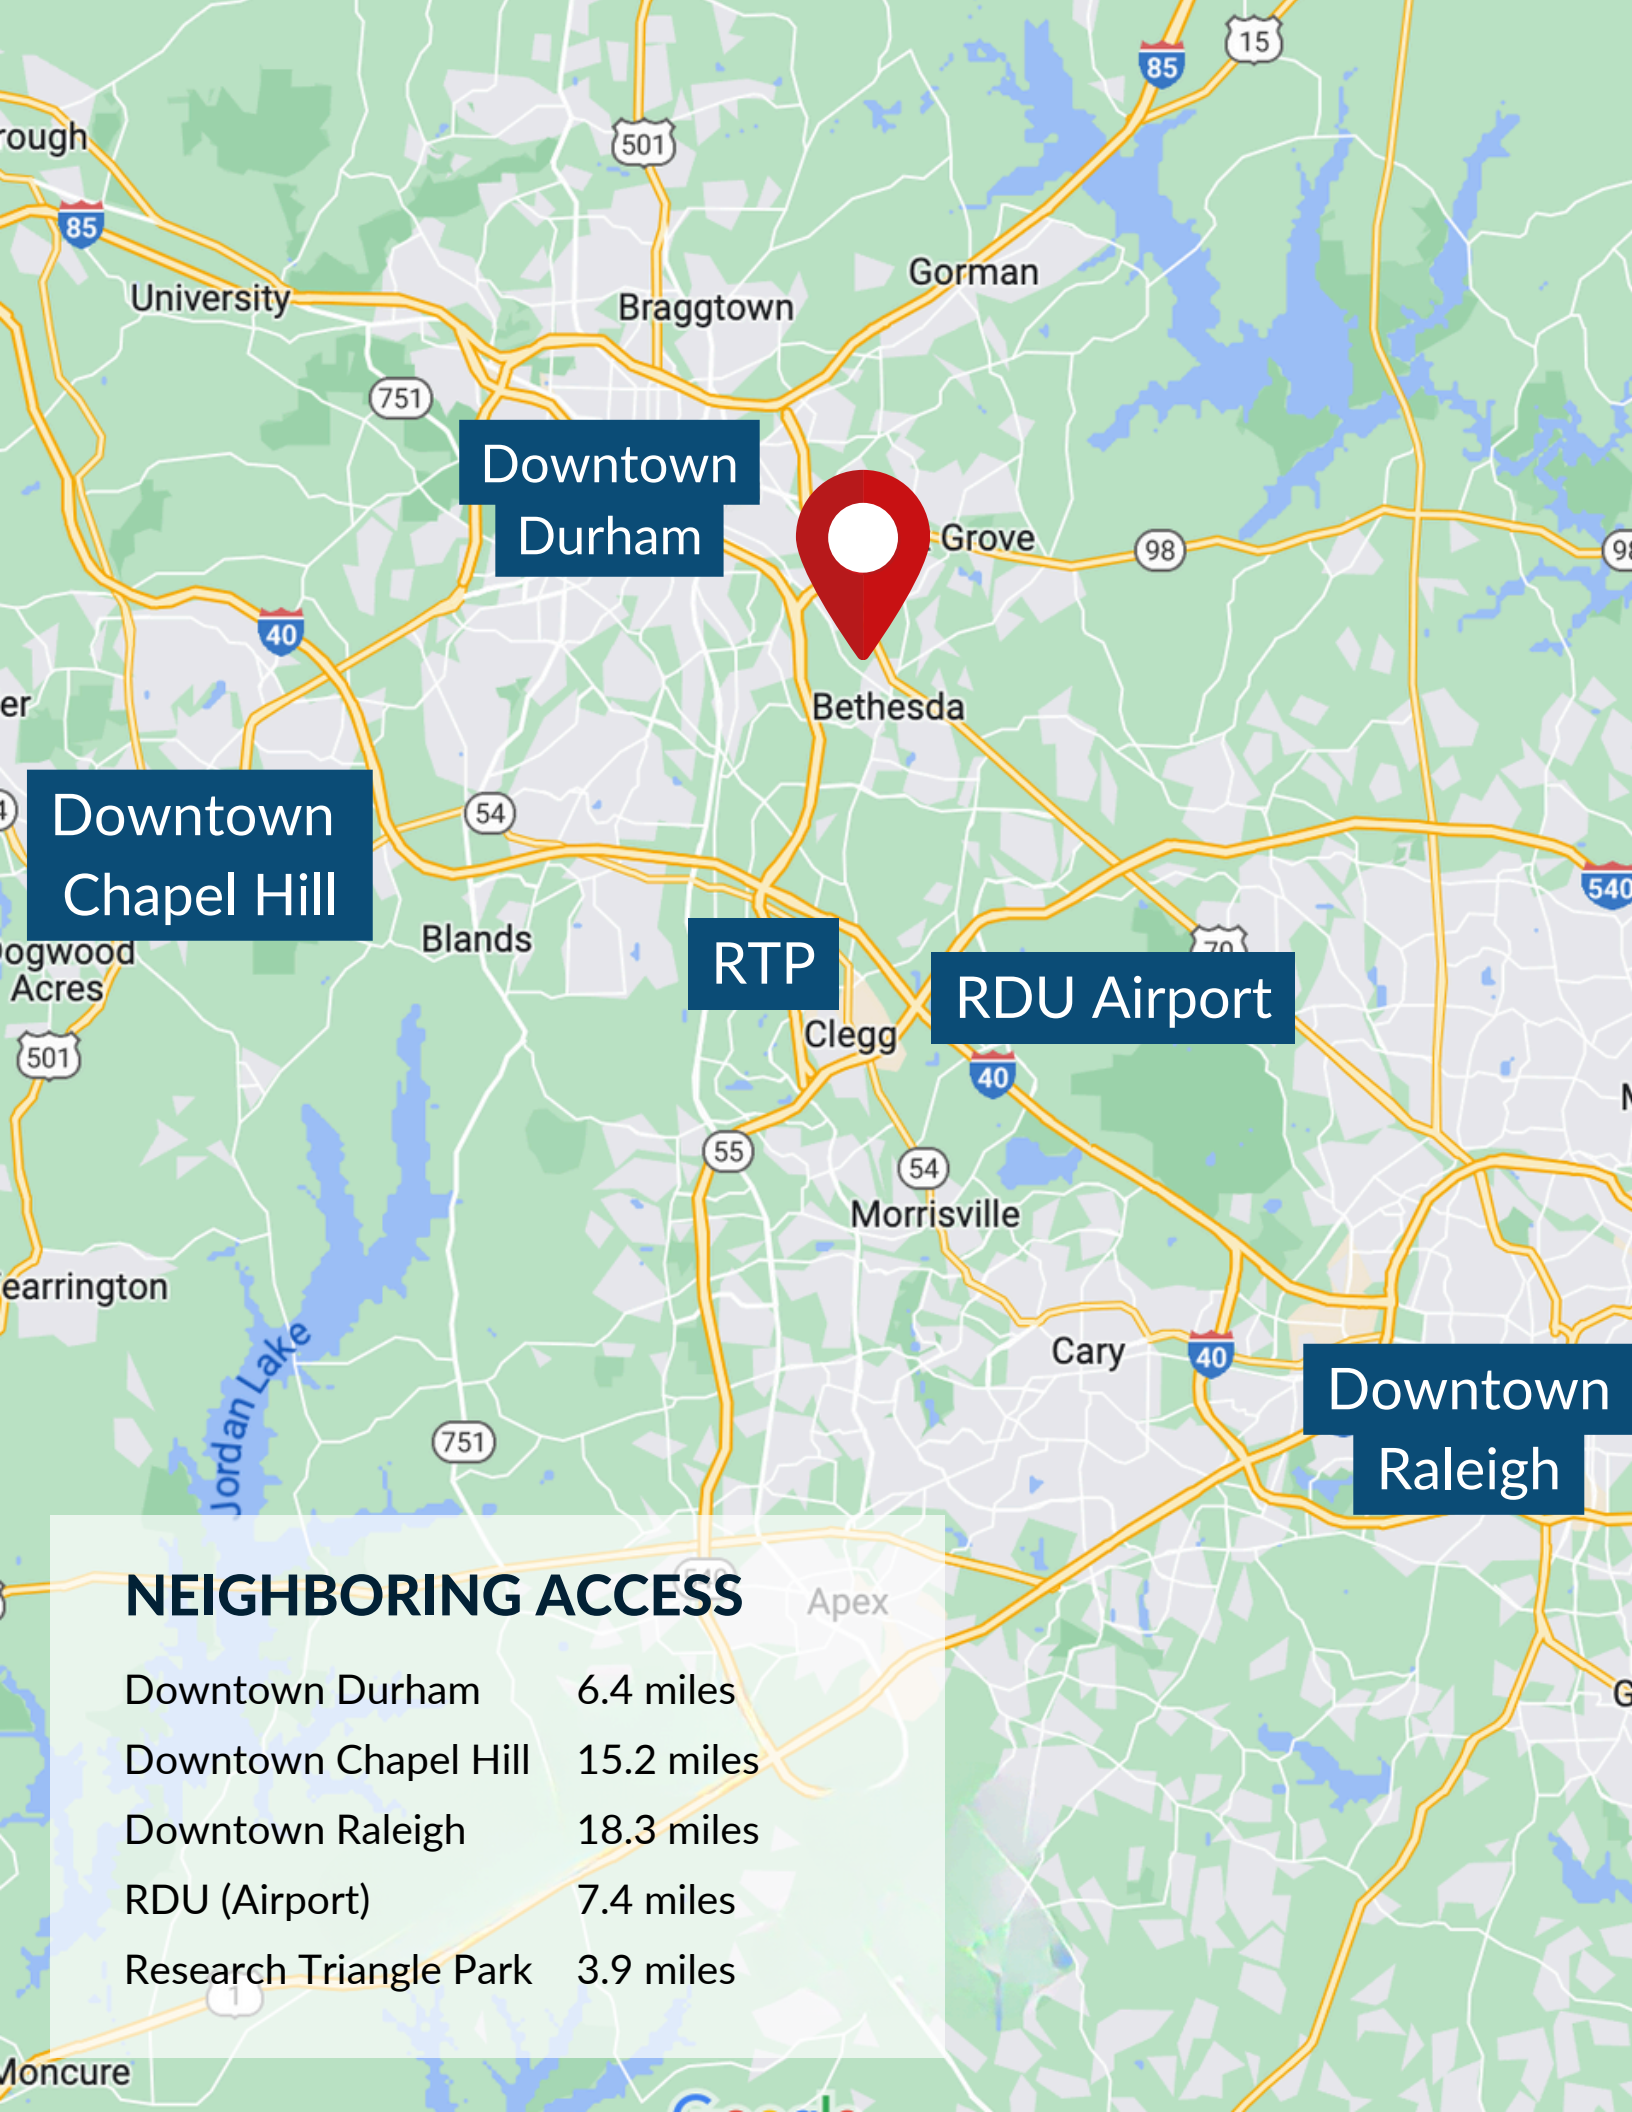 15
85
501
rough
85
University
Gorman
Braggtown
751
Downtown
Durham
Grove
98
40
er
Bethesda
Downtown
54
Chapel Hill
540
Blands
70
RTP
Acres
RDU Airport
501
Clegg
40
55
54
Morrisville
earrington
Jordan Lake
Cary
40
Downtown
Raleigh
751
540
NEIGHBORING ACCESS
Apex
Downtown Durham 6.4 miles
Downtown Chapel Hill 15.2 miles
Downtown Raleigh 18.3 miles
RDU (Airport) 7.4 miles
Research Triangle Park 3.9 miles
1
Moncure